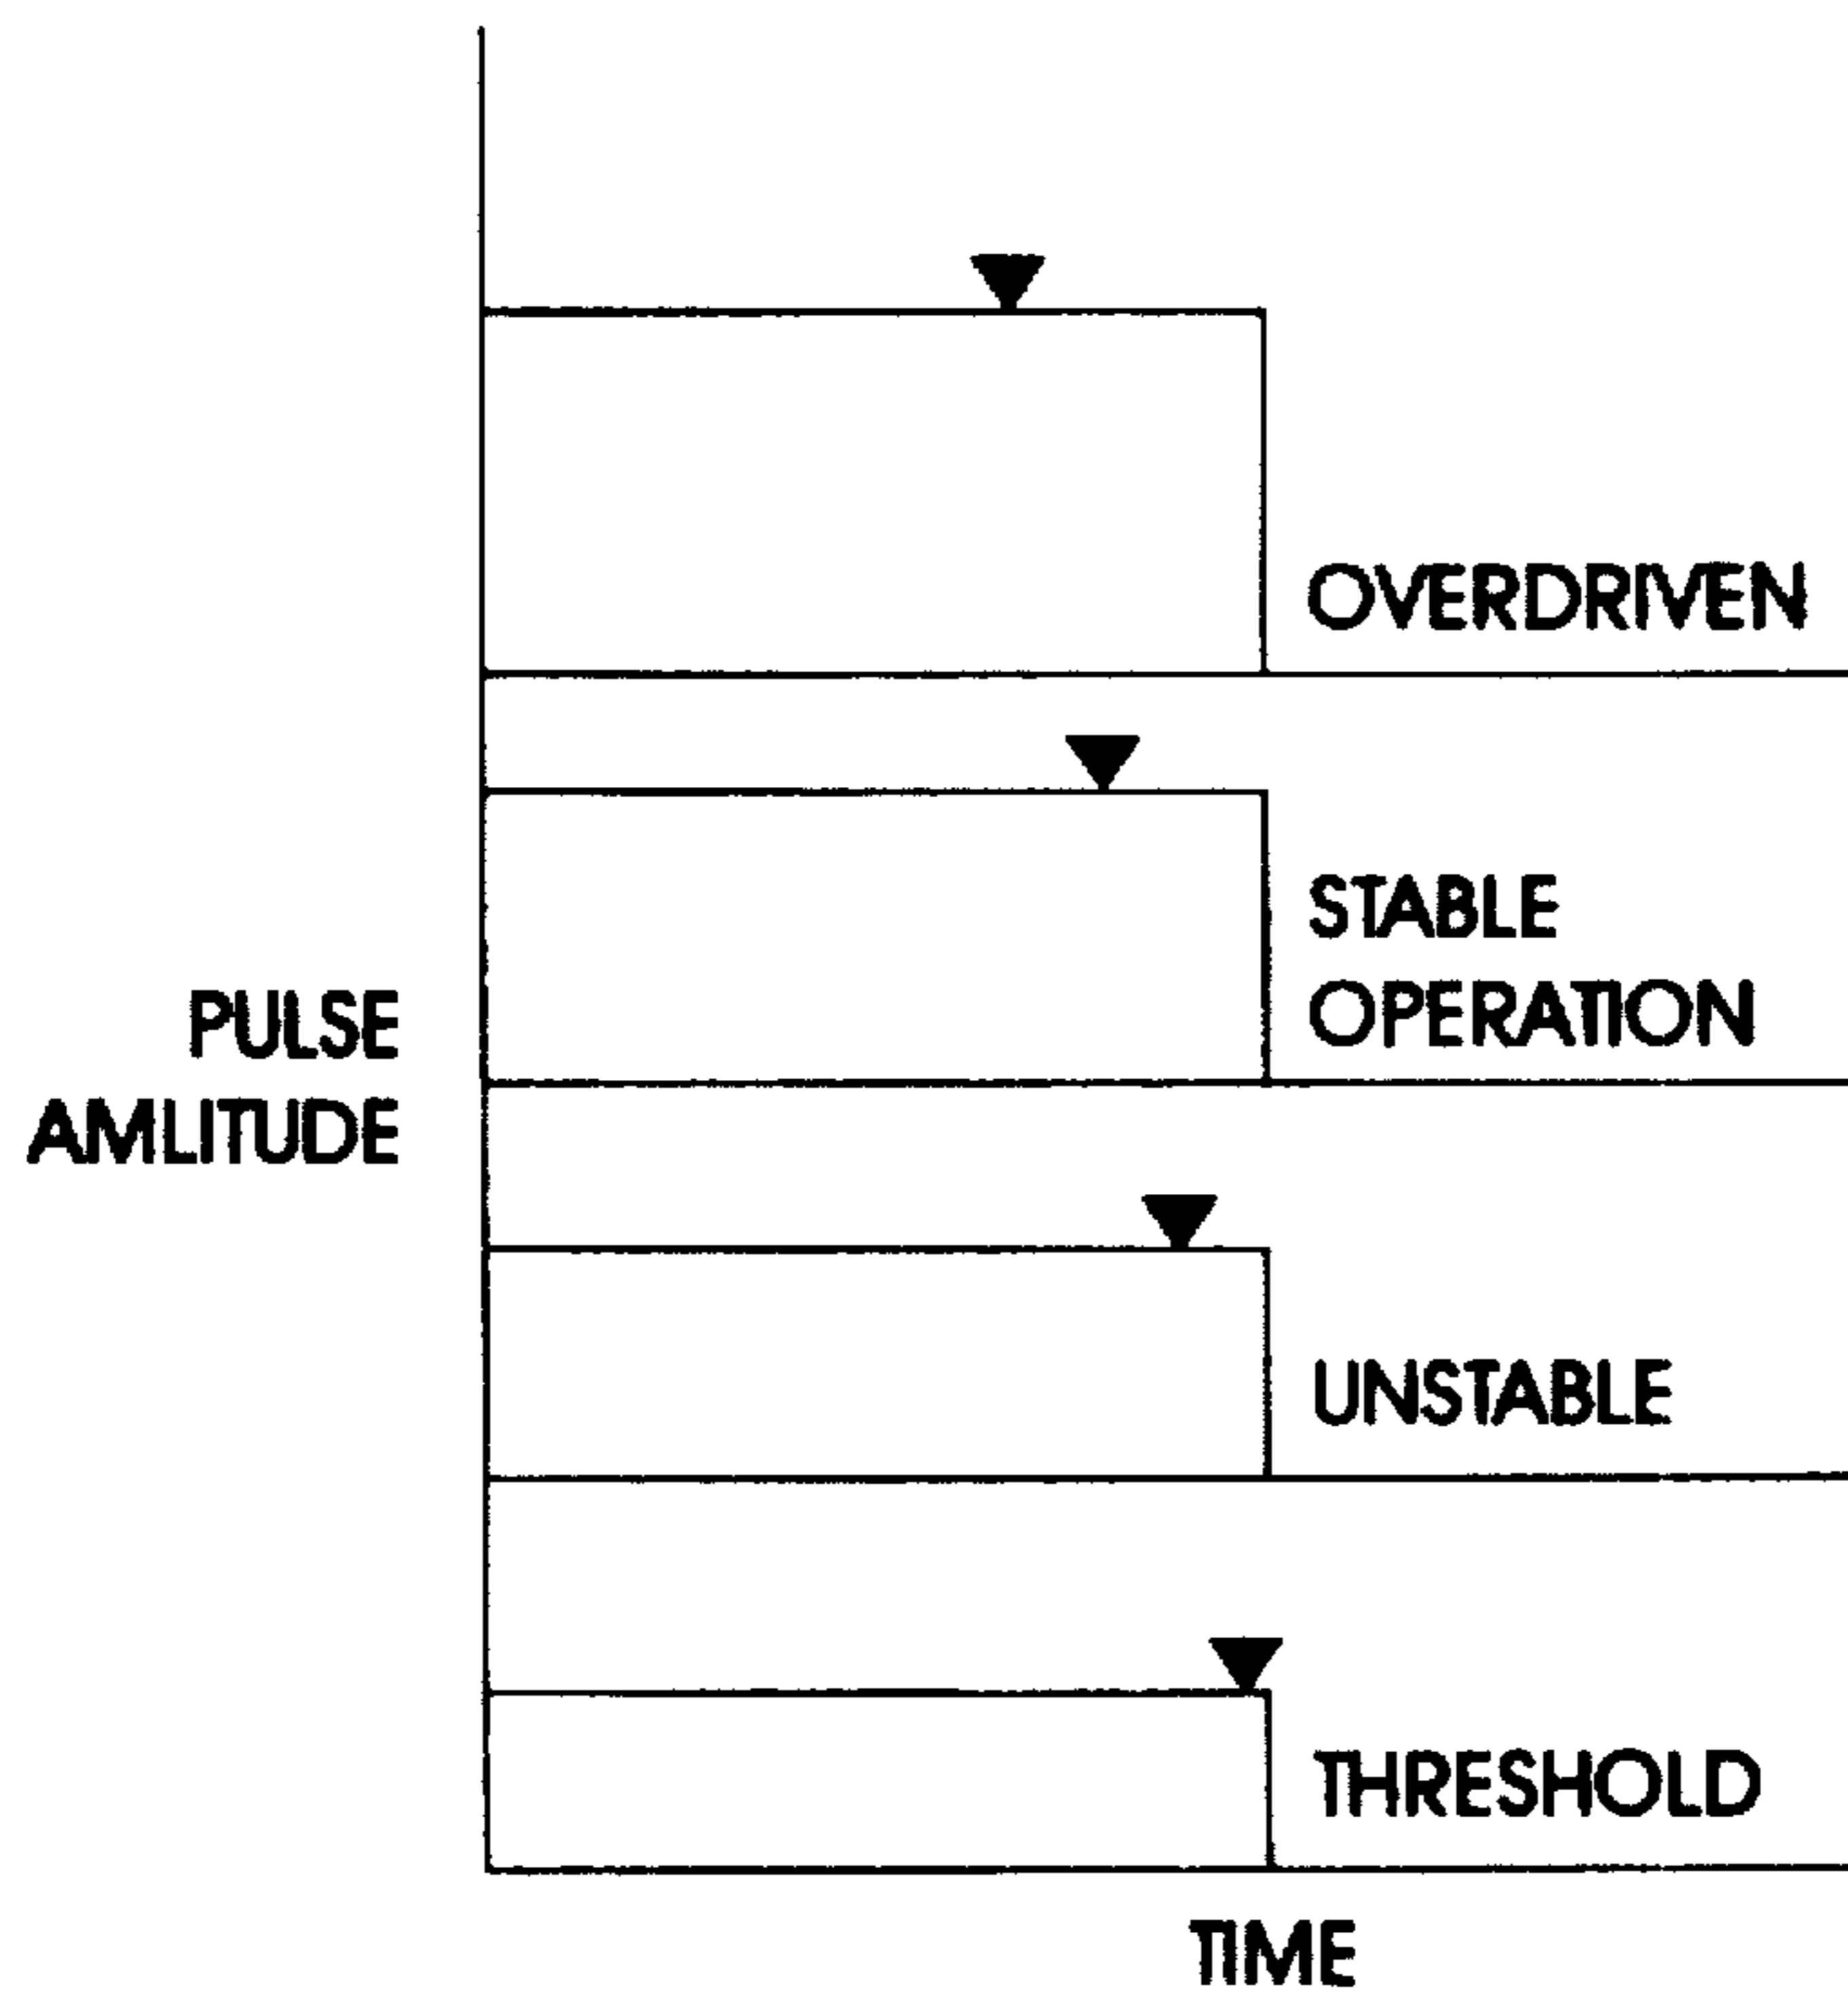 OVERDRIVEN
STABLE
OPERATION
PULSE
AMLITUDE
UNSTABLE
THRESHOLD
TIME